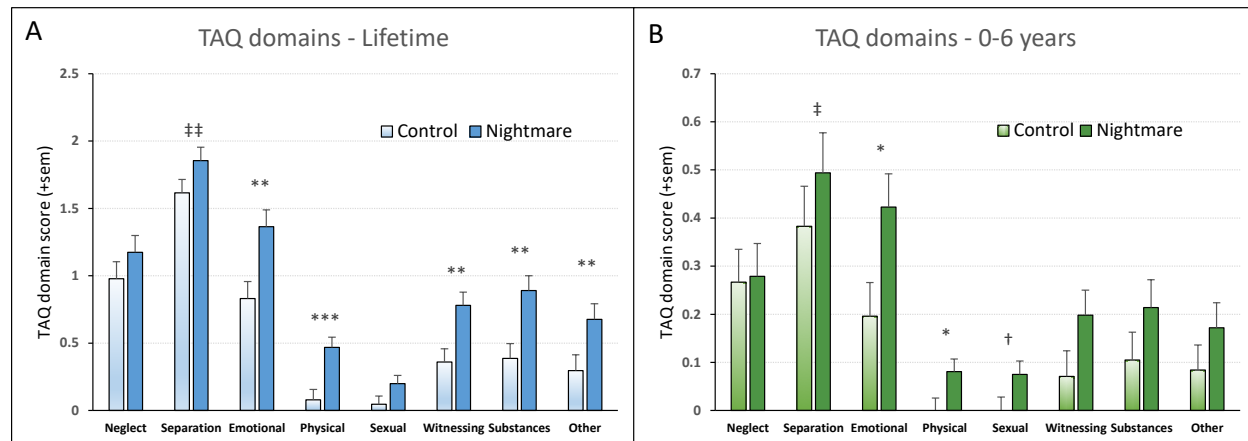 A
TAQ domains - Lifetime
TAQ domain score (+sem)
2.5
2
1.5
1
0.5
0
Control Nightmare
‡‡
**
***
**
**
**
Neglect Separation Emotional Physical Sexual Witnessing Substances Other
B
TAQ domains - 0-6 years
TAQ domain score (+sem)
0.7
0.6
0.5
0.4
0.3
0.2
0.1
0
Control Nightmare
‡
*
*
†
Neglect Separation Emotional Physical Sexual Witnessing Substances Other